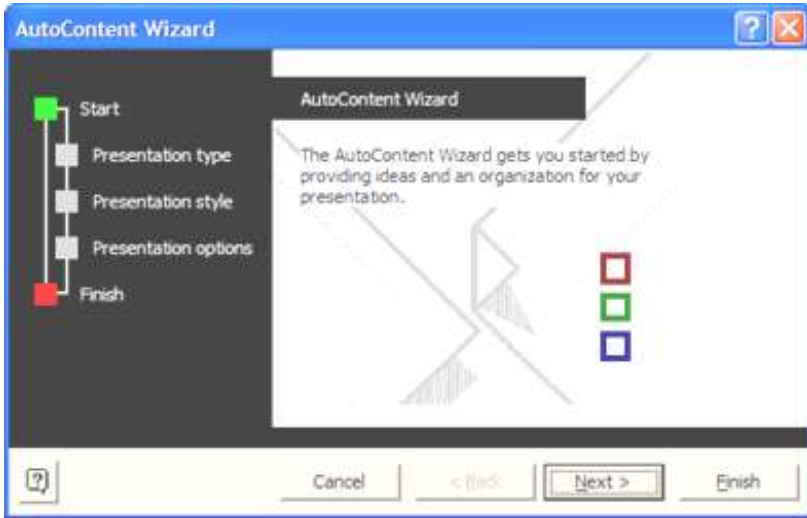 AutoContent Wizard
Start
Presentation type
Presentation style
Presentation options
Finish
AutoContent Wizard
The AutoContent Wizard gets you started by
providing ideas and an organization for your
presentation.
Cancel
< Back
Next >
Finish